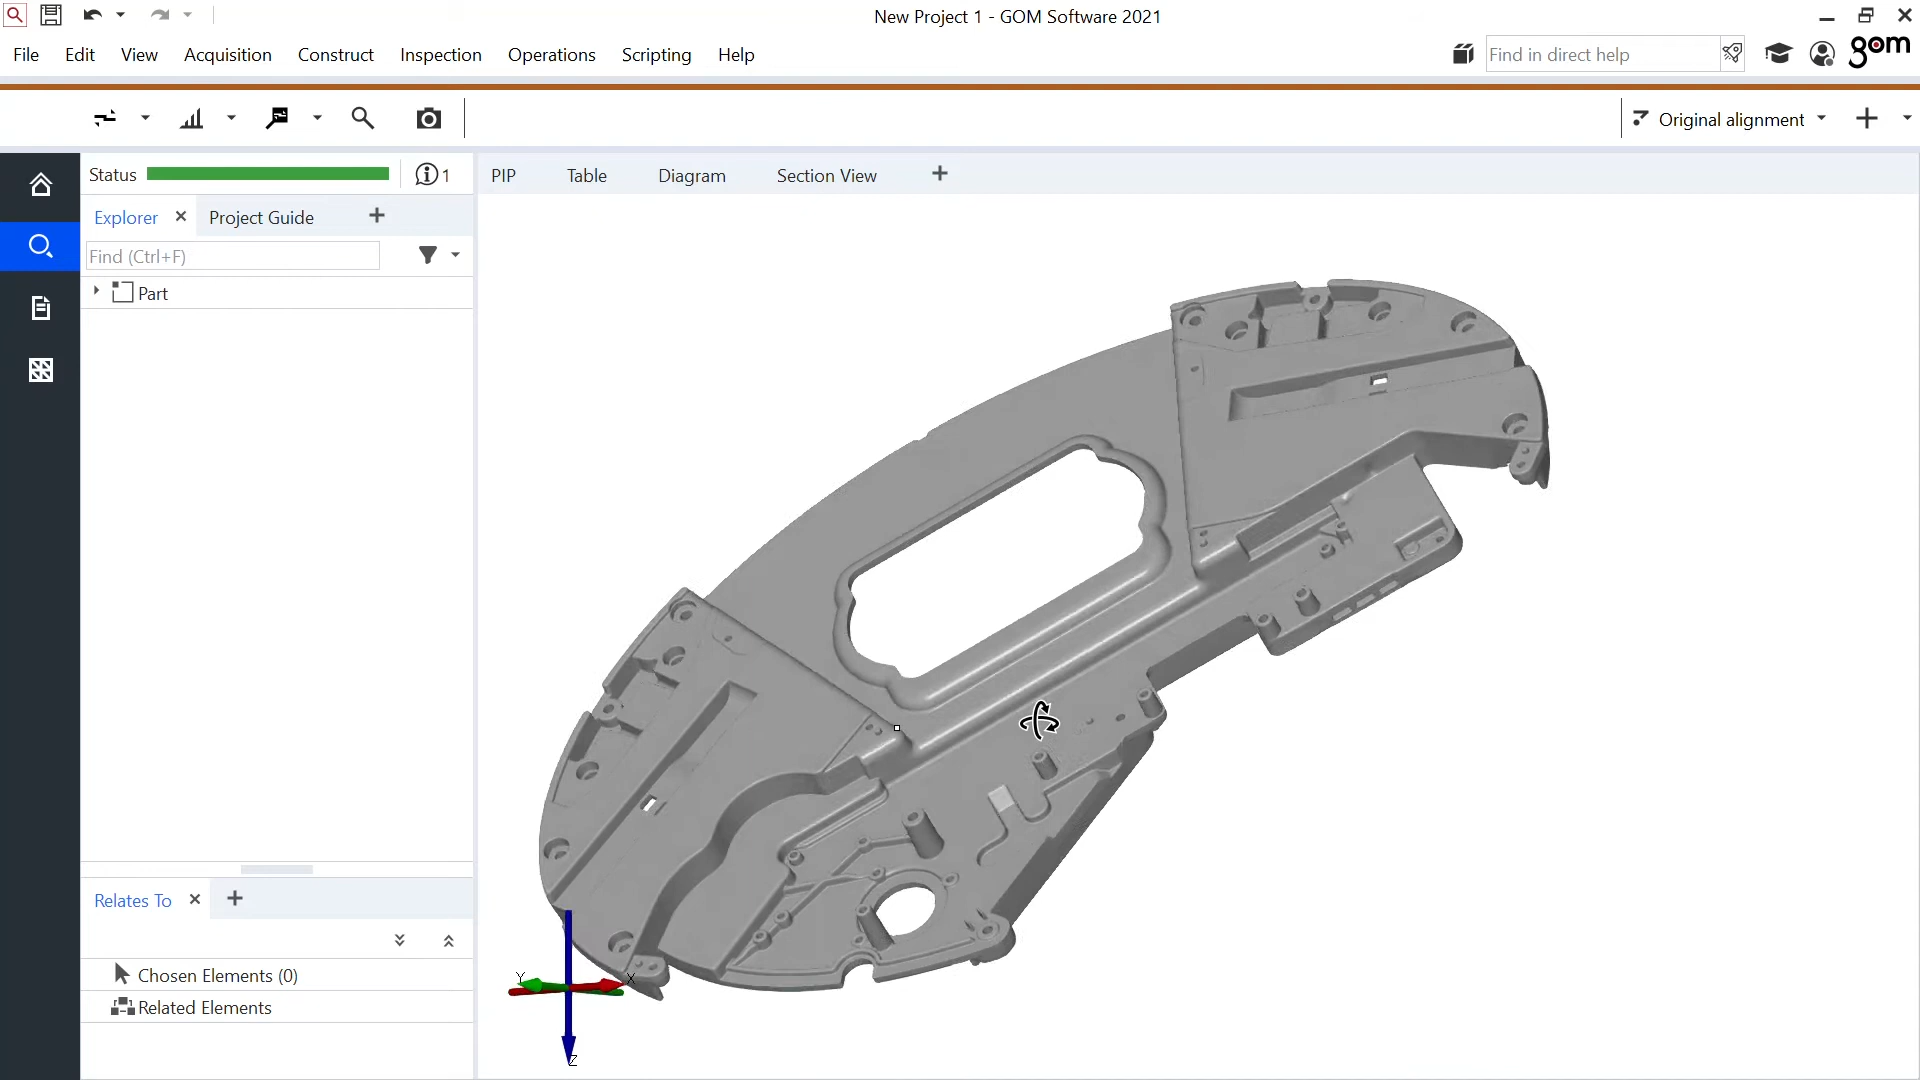 New Project 1 - GOM Software 2021
File Edit View Acquisition Construct Inspection Operations Scripting Help
Find in direct help
gom
Original alignment
Status
1
PIP Table Diagram Section View
Explorer Project Guide
Find (Ctrl+F)
Part
Relates To
Chosen Elements (0)
Related Elements
Y X
Z